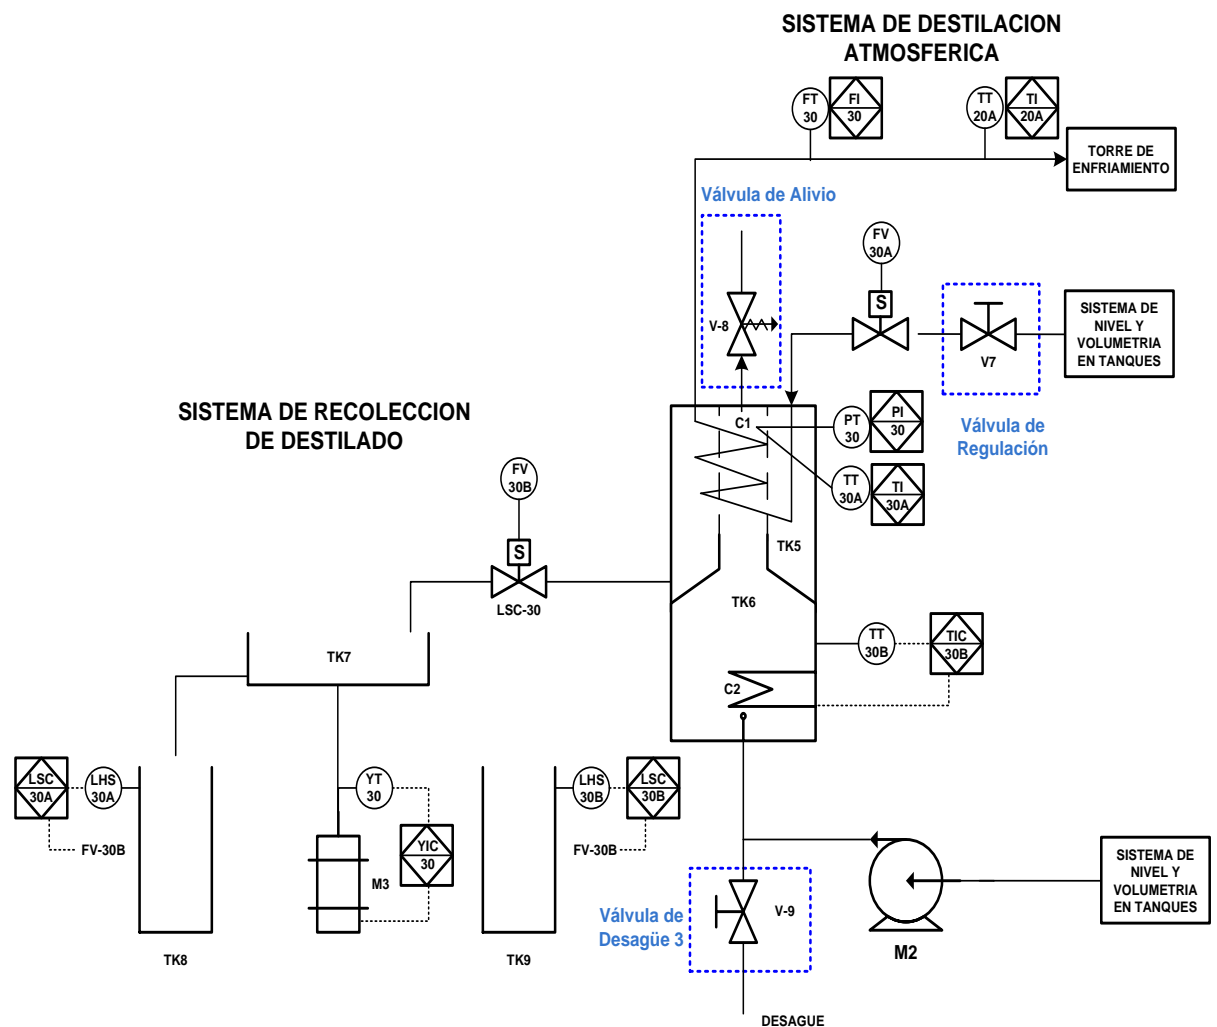 SISTEMA DE DESTILACION
ATMOSFERICA
FT
30
FI
30
TT
20A
TI
20A
TORRE DE
ENFRIAMIENTO
Válvula de Alivio
FV
30A
S
V-8
V7
SISTEMA DE
NIVEL Y
VOLUMETRIA
EN TANQUES
SISTEMA DE RECOLECCION
DE DESTILADO
C1
PT
30
PI
30
Válvula de
Regulación
FV
30B
TT
30A
TI
30A
S
TK5
LSC-30
TK6
TT
30B
TIC
30B
TK7
C2
LSC
30A
LHS
30A
YT
30
LHS
30B
LSC
30B
FV-30B
YIC
30
FV-30B
M3
SISTEMA DE
NIVEL Y
VOLUMETRIA
EN TANQUES
Válvula de
Desagüe 3
V-9
TK8
TK9
M2
DESAGUE